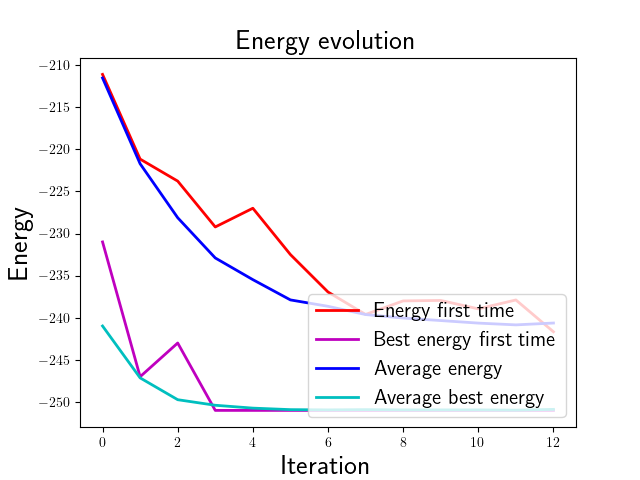 Energy evolution
−210
−215
−220
−225
−230
−235
−240
−245
−250
Energy
Energy first time
Best energy first time
Average energy
Average best energy
0 2 4 6 8 10 12
Iteration